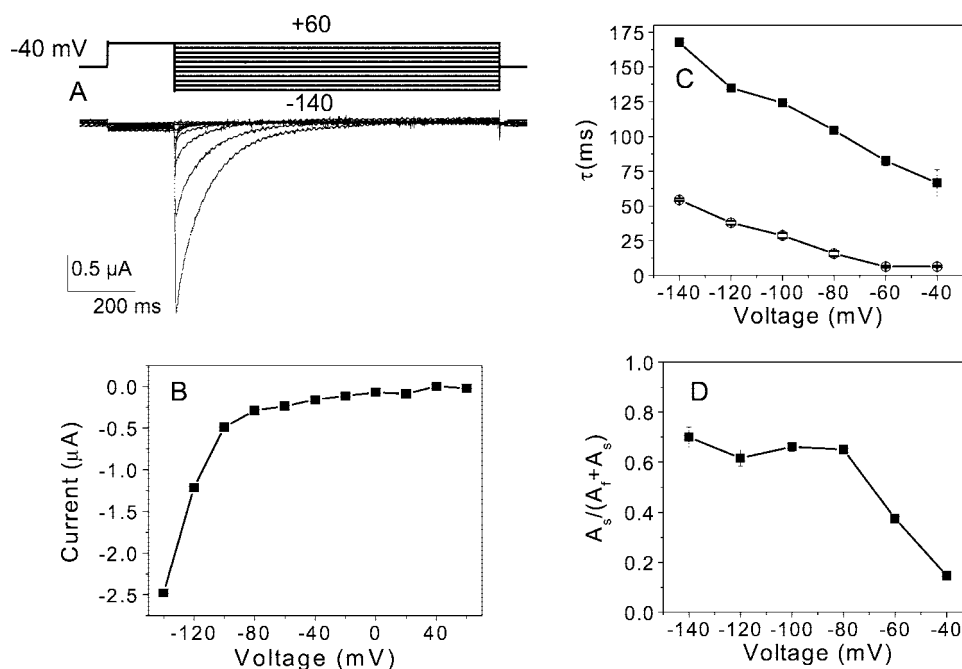 +60
-40 mV
A
-140
0.5 µA
200 ms
175
150
125
100
75
50
25
0
τ(ms)
C
-140 -120 -100 -80 -60 -40
Voltage (mV)
0.0
-0.5
-1.0
-1.5
-2.0
-2.5
Current (µA)
B
-120 -80 -40 0 40
Voltage (mV)
1.0
0.8
0.6
0.4
0.2
0.0
As/(Af+As)
D
-140 -120 -100 -80 -60 -40
Voltage (mV)